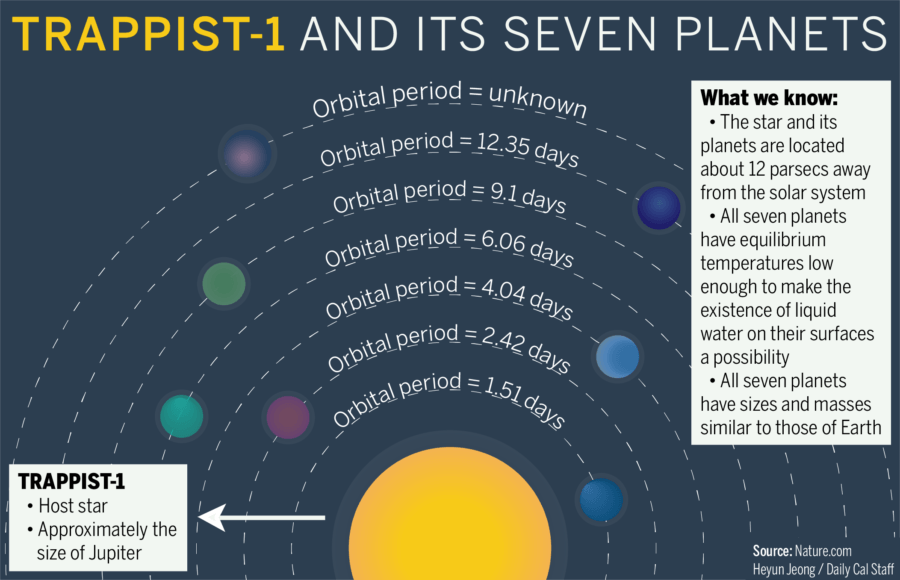 TRAPPIST-1 AND ITS SEVEN PLANETS
Orbital period = unknown
Orbital period = 12.35 days
Orbital period = 9.1 days
Orbital period = 6.06 days
Orbital period = 4.04 days
Orbital period = 2.42 days
Orbital period = 1.51 days
What we know:
• The star and its
planets are located
about 12 parsecs away
from the solar system
• All seven planets
have equilibrium
temperatures low
enough to make the
existence of liquid
water on their surfaces
a possibility
• All seven planets
have sizes and masses
similar to those of Earth
TRAPPIST-1
• Host star
• Approximately the
size of Jupiter
Source: Nature.com
Heyun Jeong / Daily Cal Staff